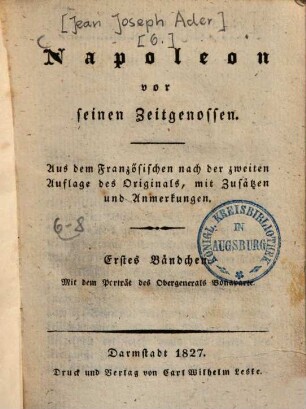 [Jean Joseph Ader]
[6.]
Napoleon
vor
seinen Zeitgenossen.
Aus dem Französischen nach der zweiten
Auflage des Originals, mit Zusätzen
und Anmerkungen.
6-8
KÖNIGL. KREISBIBLIOTHEK
IN
AUGSBURG
Erstes Bändchen.
Mit dem Porträt des Obergenerals Bonaparte.
Darmstadt 1827.
Druck und Verlag von Carl Wilhelm Leske.